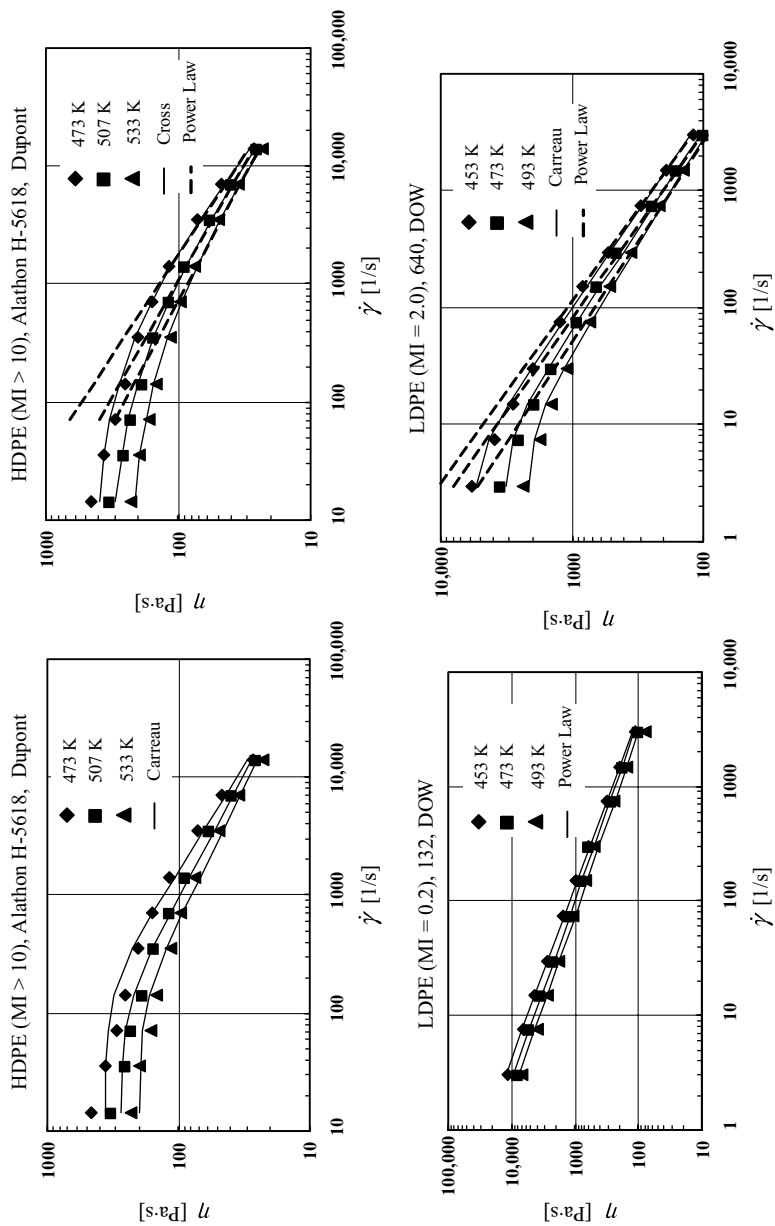 HDPE (MI > 10), Alathon H-5618, Dupont
473 K
507 K
533 K
Carreau
1000
100
10
η [Pa·s]
10
100
1000
10,000
100,000
γ̇ [1/s]
HDPE (MI > 10), Alathon H-5618, Dupont
473 K
507 K
533 K
Cross
Power Law
1000
100
10
η [Pa·s]
10
100
1000
10,000
100,000
γ̇ [1/s]
LDPE (MI = 0.2), 132, DOW
453 K
473 K
493 K
Power Law
100,000
10,000
1000
100
10
η [Pa·s]
1
10
100
1000
10,000
γ̇ [1/s]
LDPE (MI = 2.0), 640, DOW
453 K
473 K
493 K
Carreau
Power Law
10,000
1000
100
η [Pa·s]
1
10
100
1000
10,000
γ̇ [1/s]